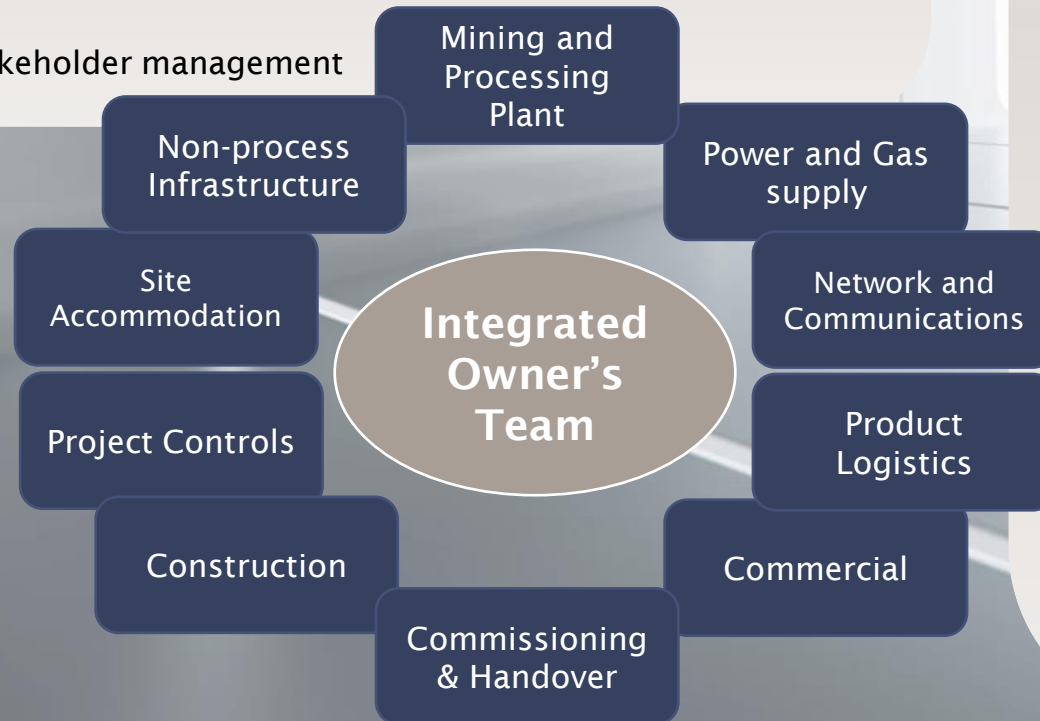 keholder management
Mining and
Processing
Plant
Non-process
Infrastructure
Power and Gas
supply
Site
Accommodation
Network and
Communications
Integrated
Owner’s
Team
Project Controls
Product
Logistics
Construction
Commercial
Commissioning
& Handover